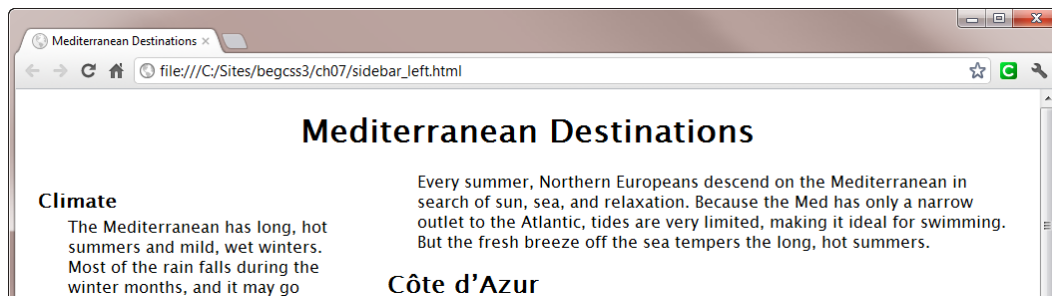 Mediterranean Destinations
file:///C:/Sites/begcss3/ch07/sidebar_left.html
Mediterranean Destinations
Climate
The Mediterranean has long, hot
summers and mild, wet winters.
Most of the rain falls during the
winter months, and it may go
Every summer, Northern Europeans descend on the Mediterranean in
search of sun, sea, and relaxation. Because the Med has only a narrow
outlet to the Atlantic, tides are very limited, making it ideal for swimming.
But the fresh breeze off the sea tempers the long, hot summers.
Côte d’Azur